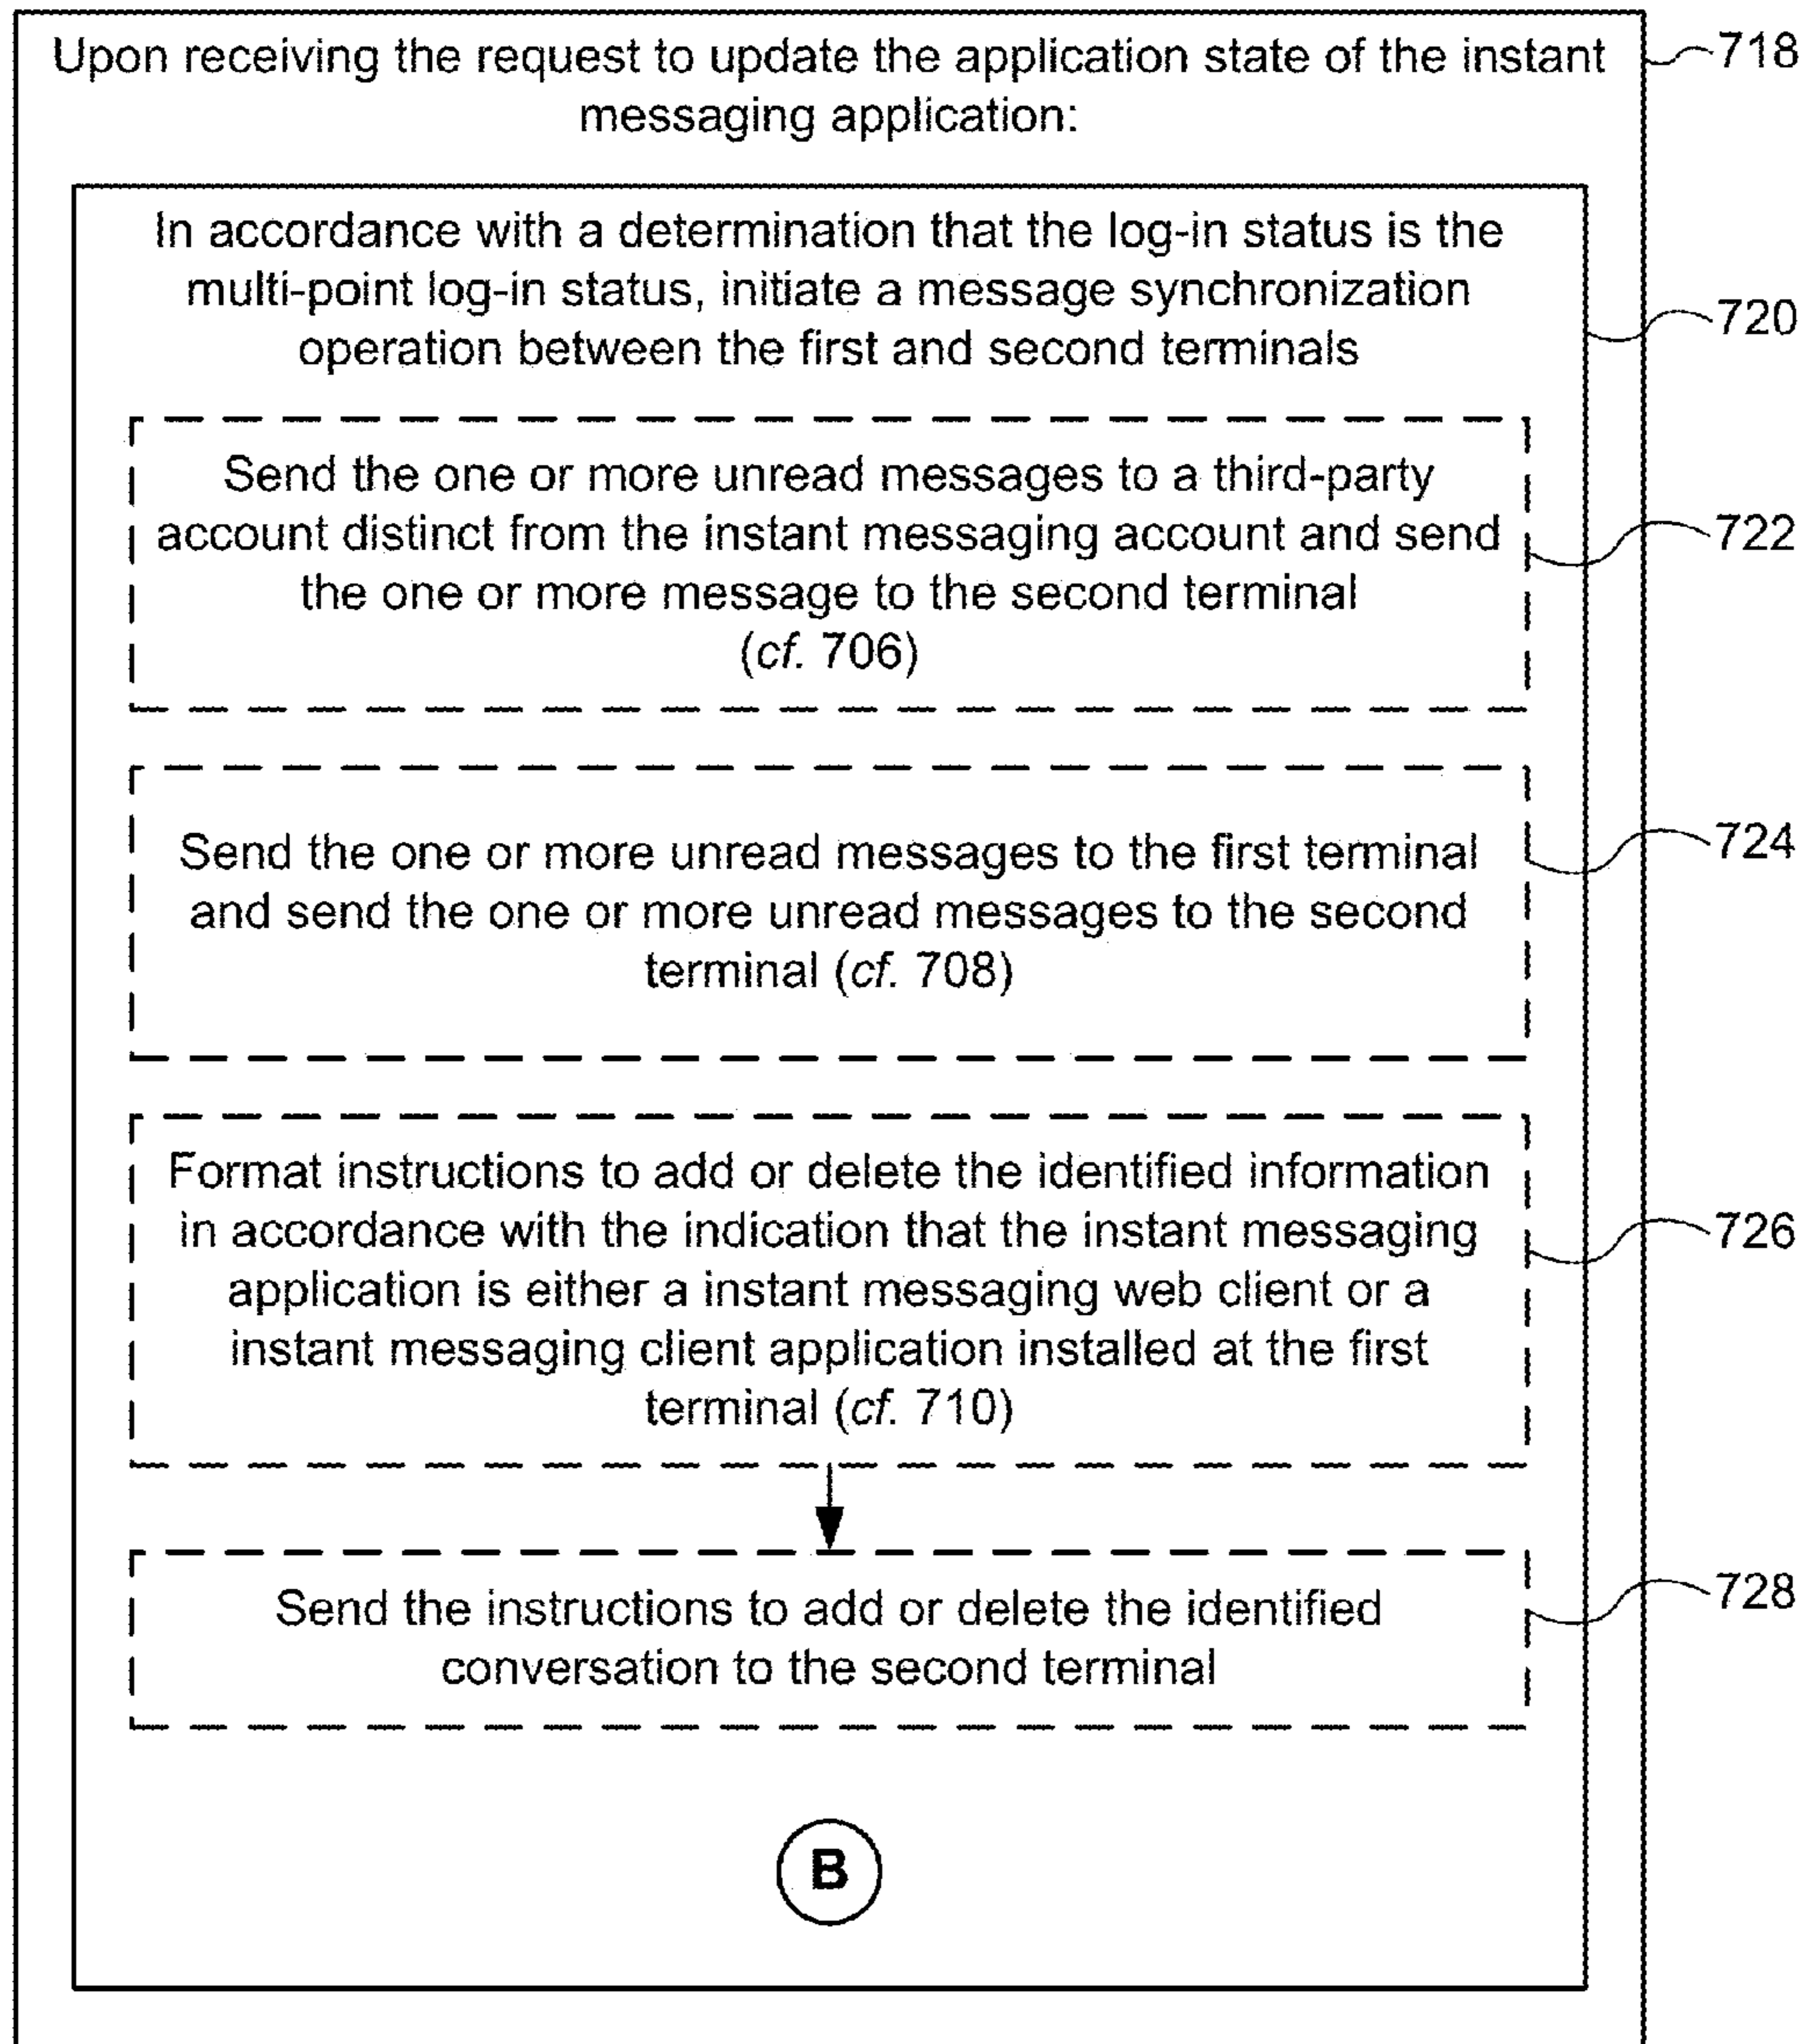 Upon receiving the request to update the application state of the instant
messaging application:
718
In accordance with a determination that the log-in status is the
multi-point log-in status, initiate a message synchronization
operation between the first and second terminals
720
Send the one or more unread messages to a third-party
account distinct from the instant messaging account and send
the one or more message to the second terminal
(cf. 706)
722
Send the one or more unread messages to the first terminal
and send the one or more unread messages to the second
terminal (cf. 708)
724
Format instructions to add or delete the identified information
in accordance with the indication that the instant messaging
application is either a instant messaging web client or a
instant messaging client application installed at the first
terminal (cf. 710)
726
Send the instructions to add or delete the identified
conversation to the second terminal
728
B